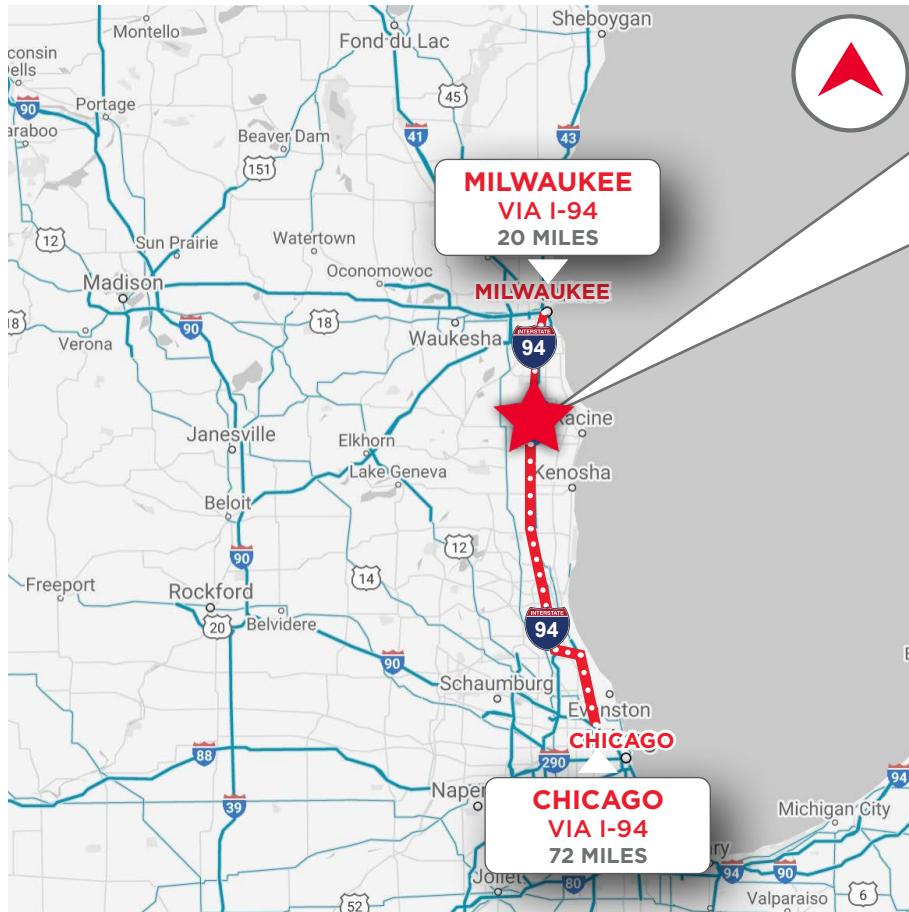 Sheboygan
Montello
Fond du Lac
consin
ells
90
Portage
45
araboo
Beaver Dam
41
43
151
MILWAUKEE
VIA I-94
20 MILES
12
Sun Prairie
Watertown
Oconomowoc
Madison
MILWAUKEE
18
90
18
Verona
Waukesha
INTERSTATE
94
Racine
Janesville
Elkhorn
Lake Geneva
Kenosha
Beloit
12
90
14
Freeport
Rockford
20
Belvidere
INTERSTATE
94
90
Schaumburg
Evanston
CHICAGO
88
290
94
Naper
39
CHICAGO
VIA I-94
72 MILES
Michigan City
ry
94
90
Joliet
80
Valparaiso
6
52